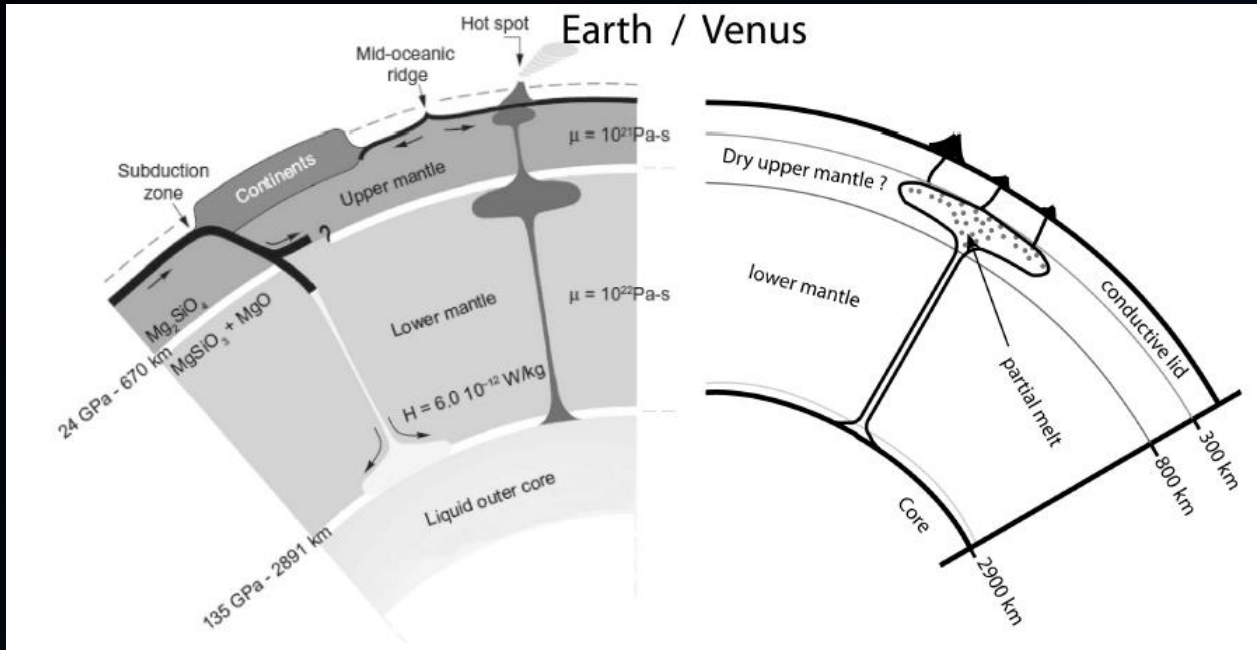 Earth / Venus
Hot spot
Mid-oceanic
ridge
Subduction
zone
Continents
Upper mantle
μ = 10²¹Pa-s
?
Mg₂SiO₄
MgSiO₃ + MgO
24 GPa - 670 km
Lower mantle
μ = 10²²Pa-s
H = 6.0 10⁻¹² W/kg
Liquid outer core
135 GPa - 2891 km
Dry upper mantle ?
lower mantle
conductive lid
partial melt
Core
300 km
800 km
2900 km